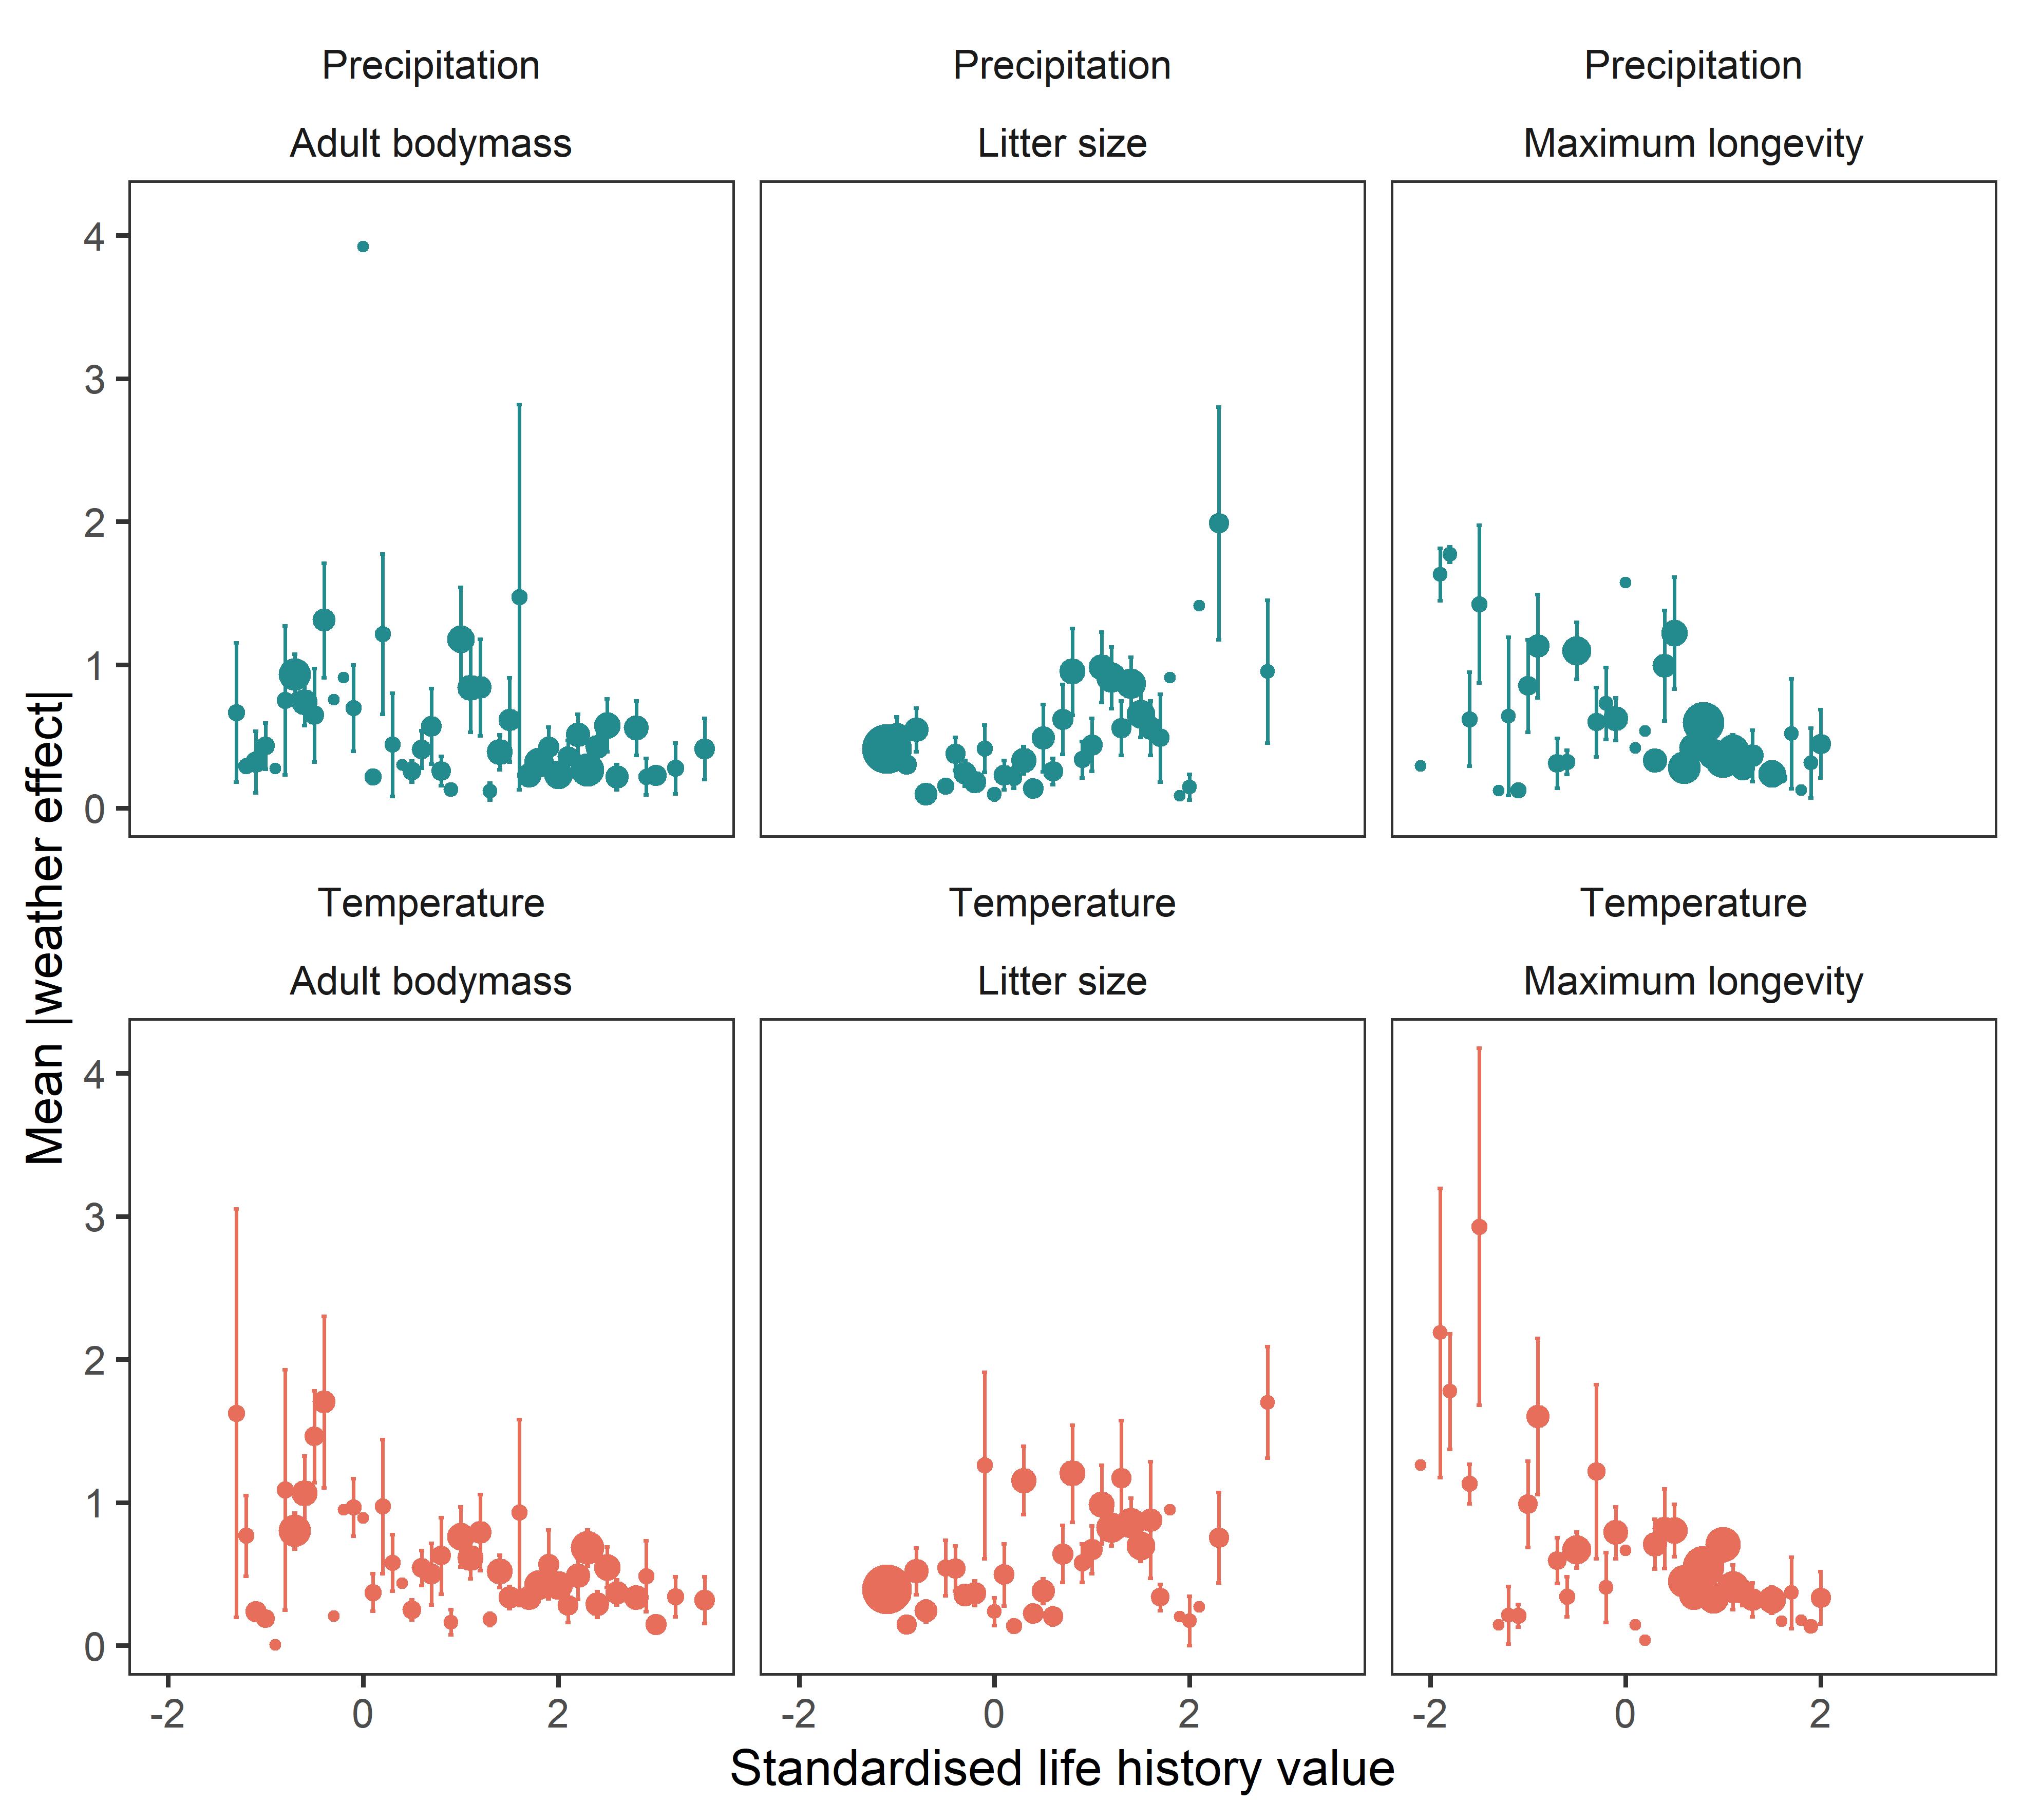 Precipitation
Precipitation
Precipitation
Adult bodymass
Litter size
Maximum longevity
4
3
2
1
0
Mean |weather effect|
Temperature
Temperature
Temperature
Adult bodymass
Litter size
Maximum longevity
4
3
2
1
0
-2 0 2
-2 0 2
-2 0 2
Standardised life history value